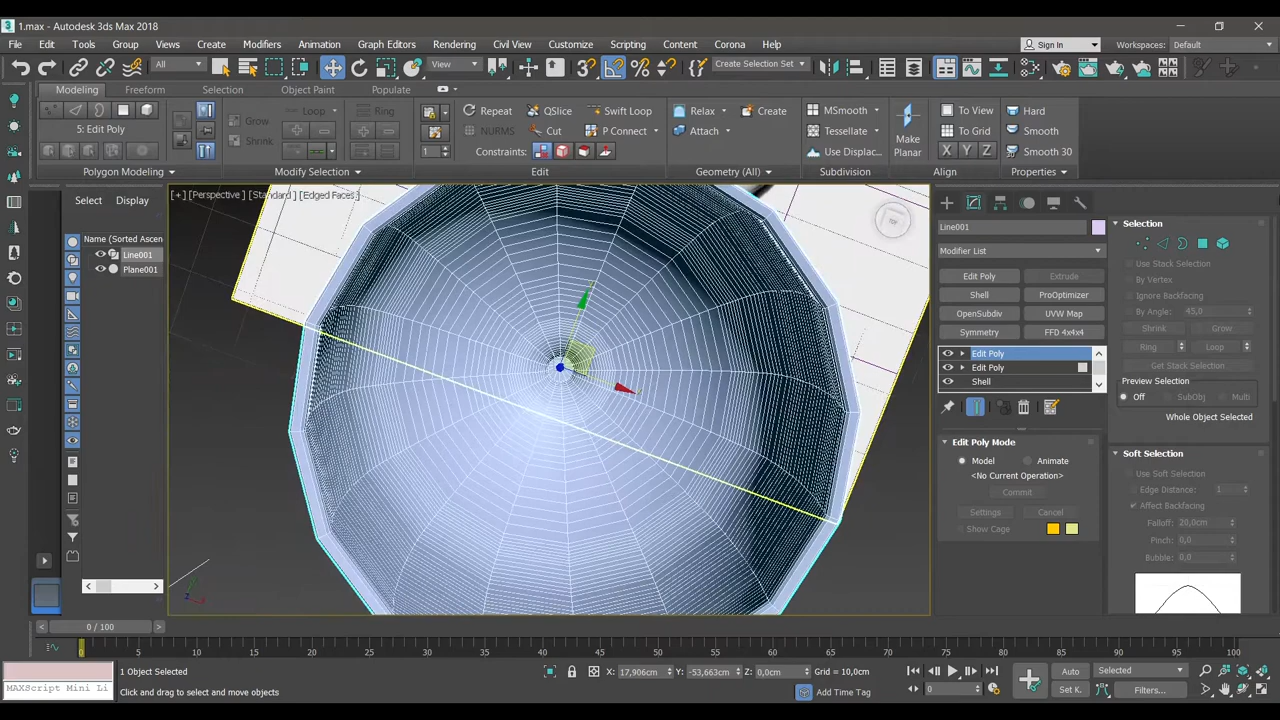 1.max - Autodesk 3ds Max 2018
File Edit Tools Group Views Create Modifiers Animation Graph Editors Rendering Civil View Customize Scripting Content Corona Help
Sign In Workspaces: Default
All View Create Selection Set
Modeling Freeform Selection Object Paint Populate
5: Edit Poly
Grow
Shrink
Loop Ring
Repeat QSlice Swift Loop
NURMS Cut P Connect
1 Constraints:
Relax Create
Attach
Make Planar
MSmooth
Tessellate
Use Displac...
To View
To Grid
X Y Z
Hard
Smooth
Smooth 30
Polygon Modeling Modify Selection Edit Geometry (All) Subdivision Align Properties
Select Display
Name (Sorted Ascen
Line001
Plane001
[+] [Perspective] [Standard] [Edged Faces]
TOP
Line001
Modifier List
Edit Poly Extrude
Shell ProOptimizer
OpenSubdiv UVW Map
Symmetry FFD 4x4x4
Edit Poly
Edit Poly
Shell
Edit Poly Mode
Model Animate
<No Current Operation>
Commit
Settings Cancel
Show Cage
Selection
Use Stack Selection
By Vertex
Ignore Backfacing
By Angle: 45,0
Shrink Grow
Ring Loop
Get Stack Selection
Preview Selection
Off SubObj Multi
Whole Object Selected
Soft Selection
Use Soft Selection
Edge Distance: 1
Affect Backfacing
Falloff: 20,0cm
Pinch: 0,0
Bubble: 0,0
0 / 100
0 5 10 15 20 25 30 35 40 45 50 55 60 65 70 75 80 85 90 95 100
1 Object Selected X: 17,906cm Y: -53,663cm Z: 0,0cm Grid = 10,0cm Auto Selected
MAXScript Mini Li Click and drag to select and move objects Add Time Tag 0 Set K. Filters...